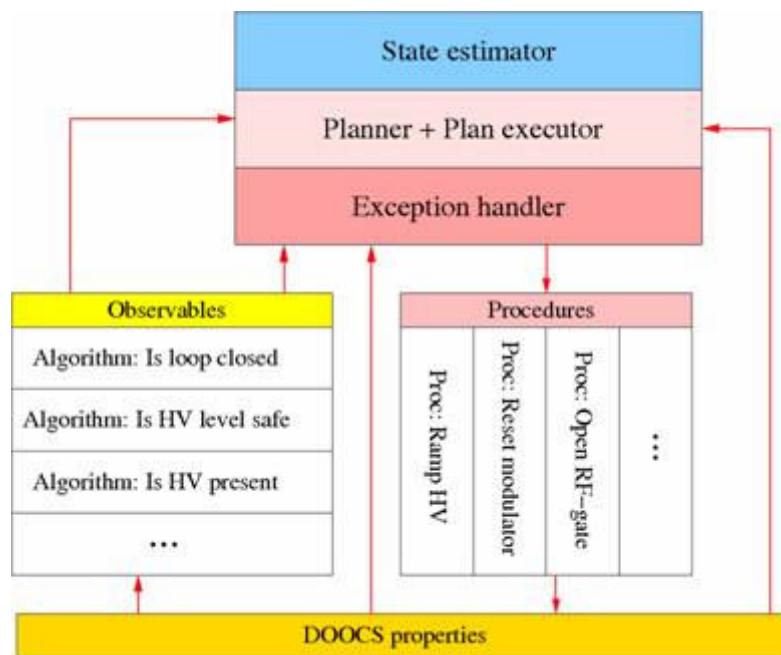 State estimator
Planner + Plan executor
Exception handler
Observables
Algorithm: Is loop closed
Algorithm: Is HV level safe
Algorithm: Is HV present
...
Procedures
Proc: Ramp HV
Proc: Reset modulator
Proc: Open RF-gate
...
DOOCS properties